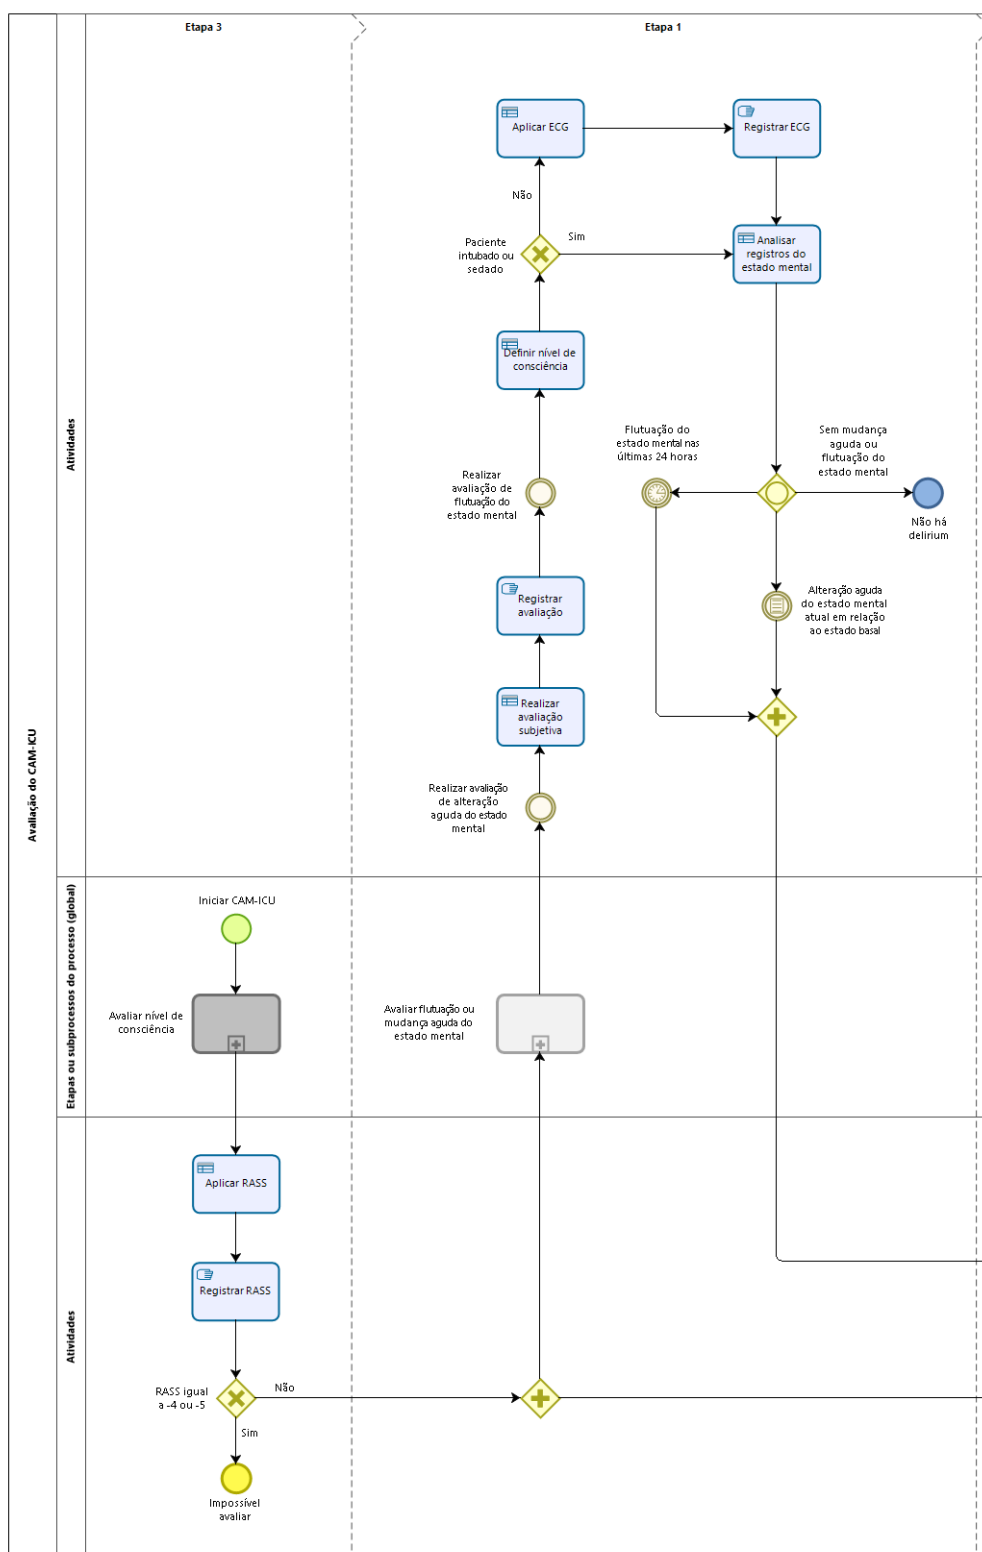 Etapa 3
Etapa 1
Avaliação do CAM-ICU
Atividades
Aplicar ECG
Registrar ECG
Não
Paciente
intubado ou
sedado
Sim
Analisar
registros do
estado mental
Definir nível de
consciência
Flutuação do
estado mental nas
últimas 24 horas
Sem mudança
aguda ou
flutuação do
estado mental
Realizar
avaliação de
flutuação do
estado mental
Não há
delirium
Registrar
avaliação
Alteração aguda
do estado mental
atual em relação
ao estado basal
Realizar
avaliação
subjetiva
Realizar avaliação
de alteração
aguda do estado
mental
Etapas ou subprocessos do processo (global)
Iniciar CAM-ICU
Avaliar nível de
consciência
Avaliar flutuação ou
mudança aguda do
estado mental
Atividades
Aplicar RASS
Registrar RASS
RASS igual
a -4 ou -5
Não
Sim
Impossível
avaliar